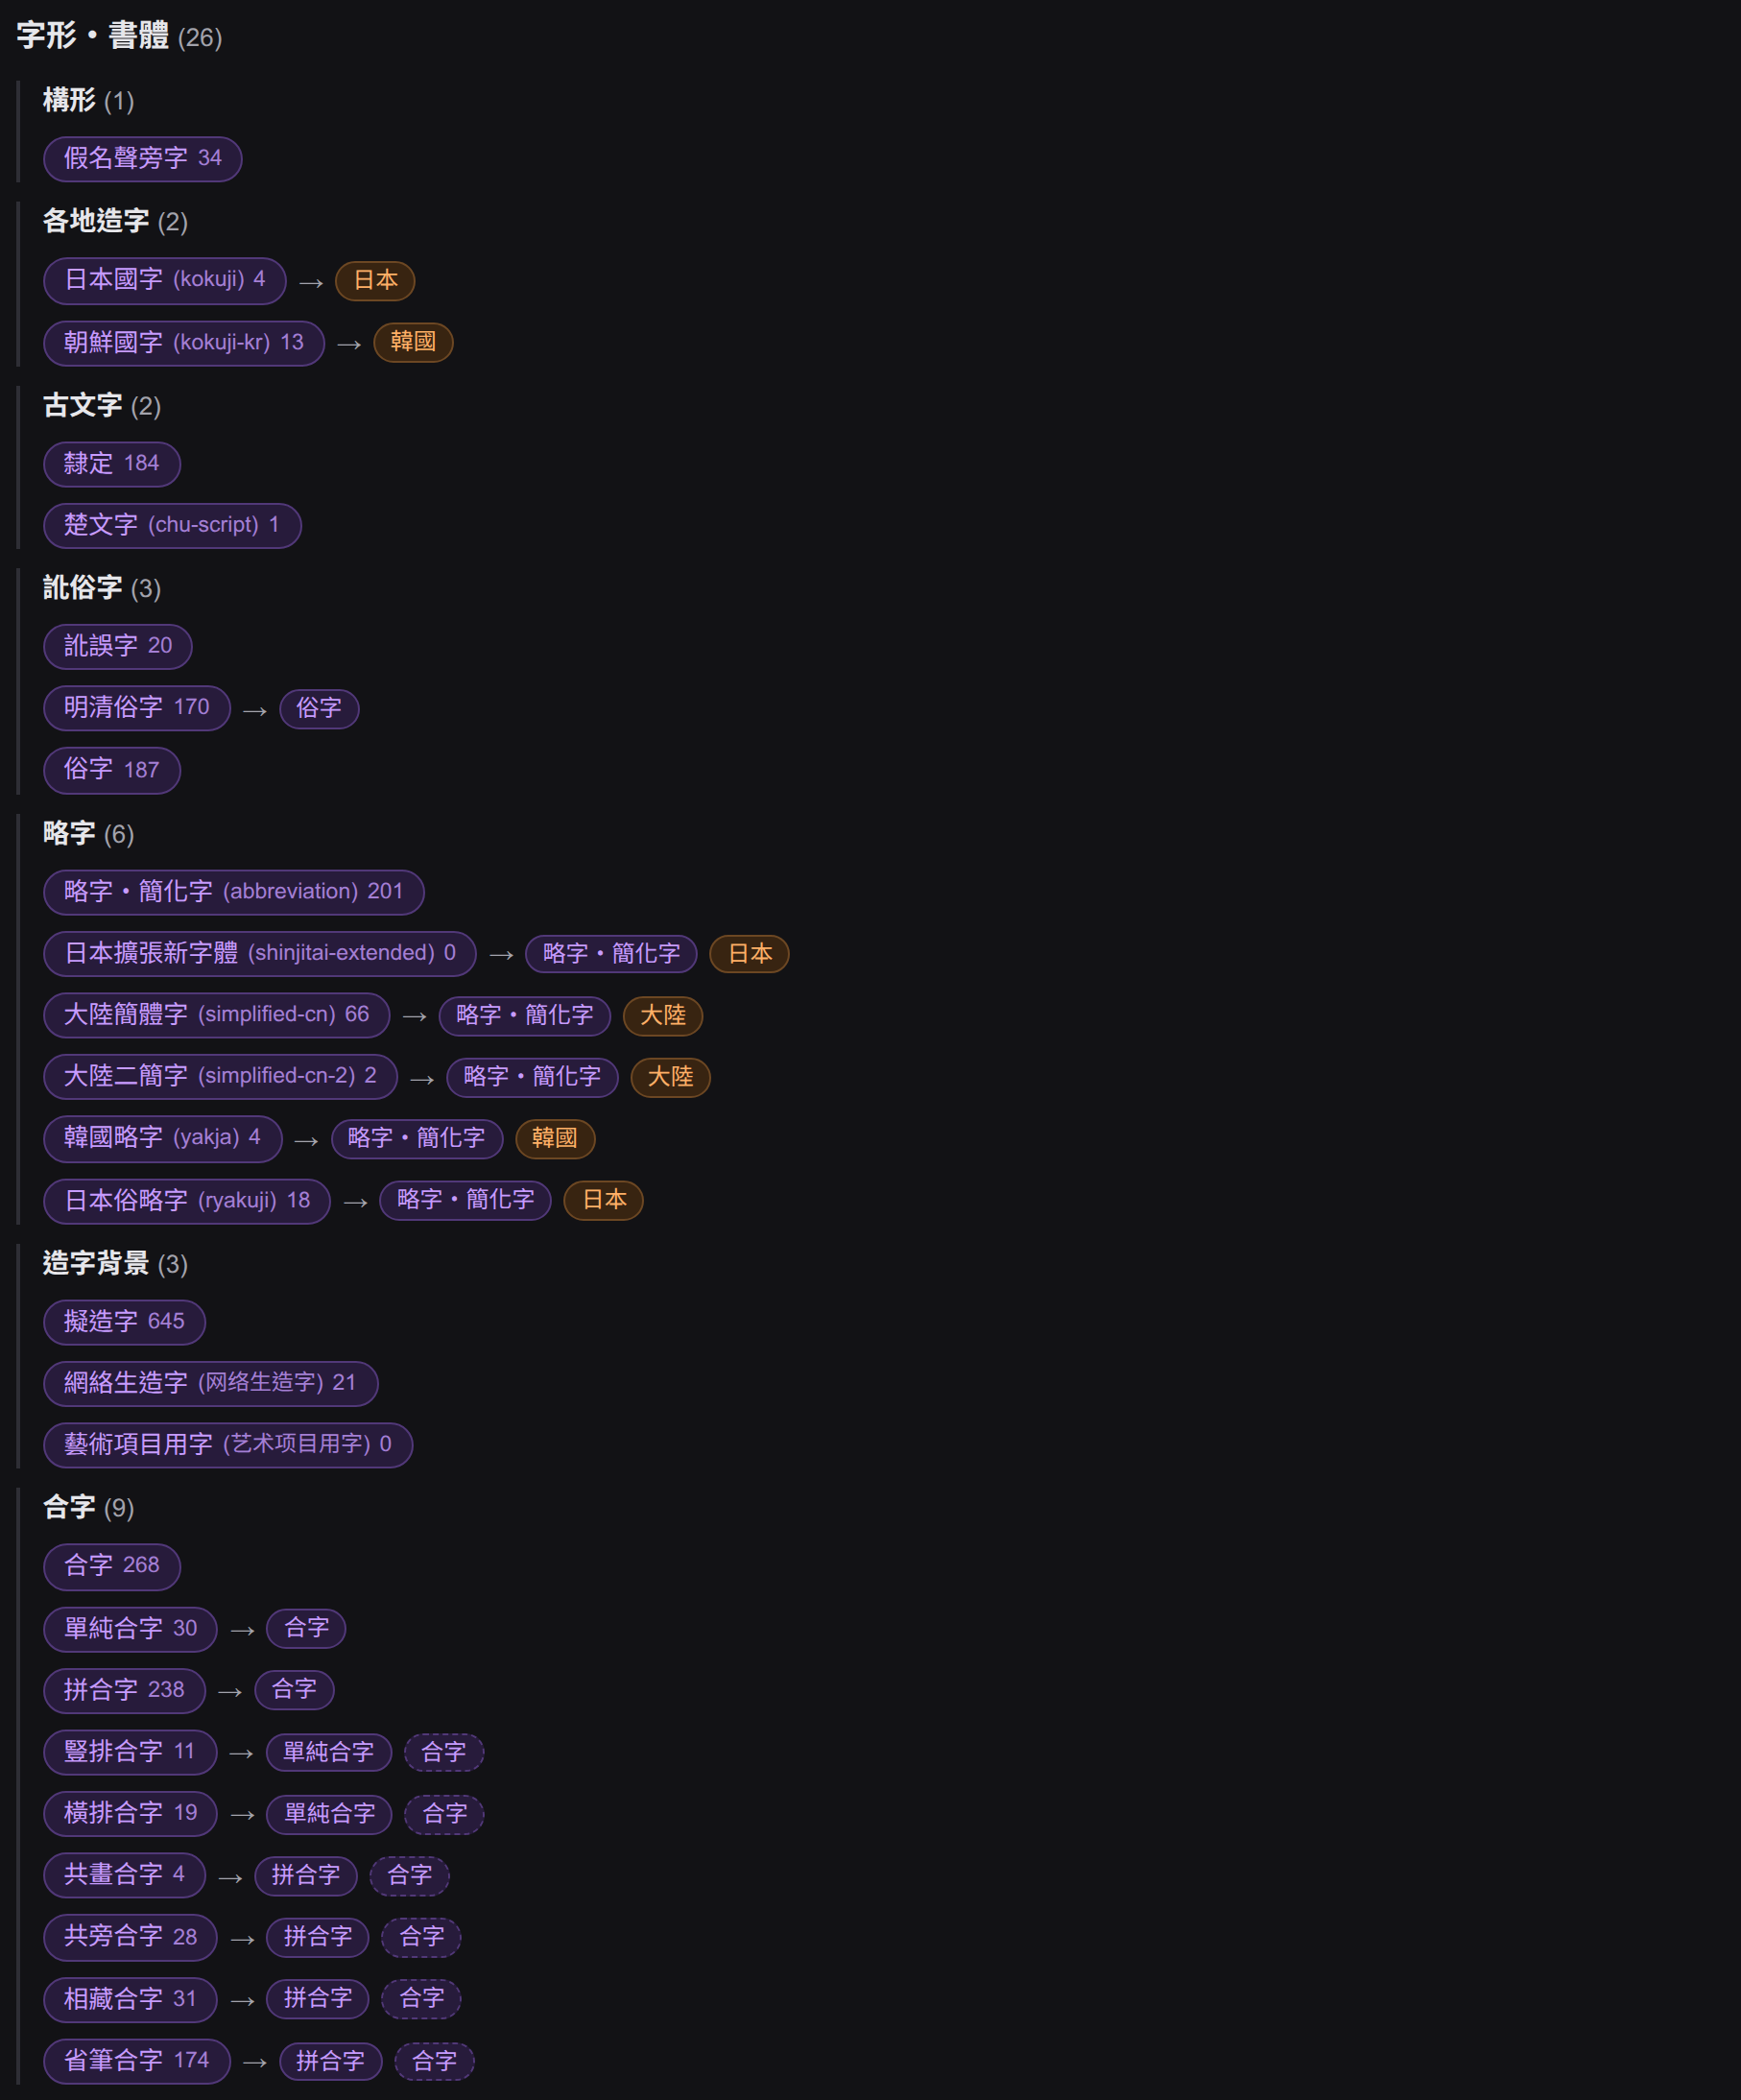 字形・書體 (26)
構形 (1)
假名聲旁字 34
各地造字 (2)
日本國字 (kokuji) 4 → 日本
朝鮮國字 (kokuji-kr) 13 → 韓國
古文字 (2)
隸定 184
楚文字 (chu-script) 1
訛俗字 (3)
訛誤字 20
明清俗字 170 → 俗字
俗字 187
略字 (6)
略字・簡化字 (abbreviation) 201
日本擴張新字體 (shinjitai-extended) 0 → 略字・簡化字 日本
大陸簡體字 (simplified-cn) 66 → 略字・簡化字 大陸
大陸二簡字 (simplified-cn-2) 2 → 略字・簡化字 大陸
韓國略字 (yakja) 4 → 略字・簡化字 韓國
日本俗略字 (ryakuji) 18 → 略字・簡化字 日本
造字背景 (3)
擬造字 645
網絡生造字 (网络生造字) 21
藝術項目用字 (艺术项目用字) 0
合字 (9)
合字 268
單純合字 30 → 合字
拼合字 238 → 合字
豎排合字 11 → 單純合字 合字
橫排合字 19 → 單純合字 合字
共畫合字 4 → 拼合字 合字
共旁合字 28 → 拼合字 合字
相藏合字 31 → 拼合字 合字
省筆合字 174 → 拼合字 合字